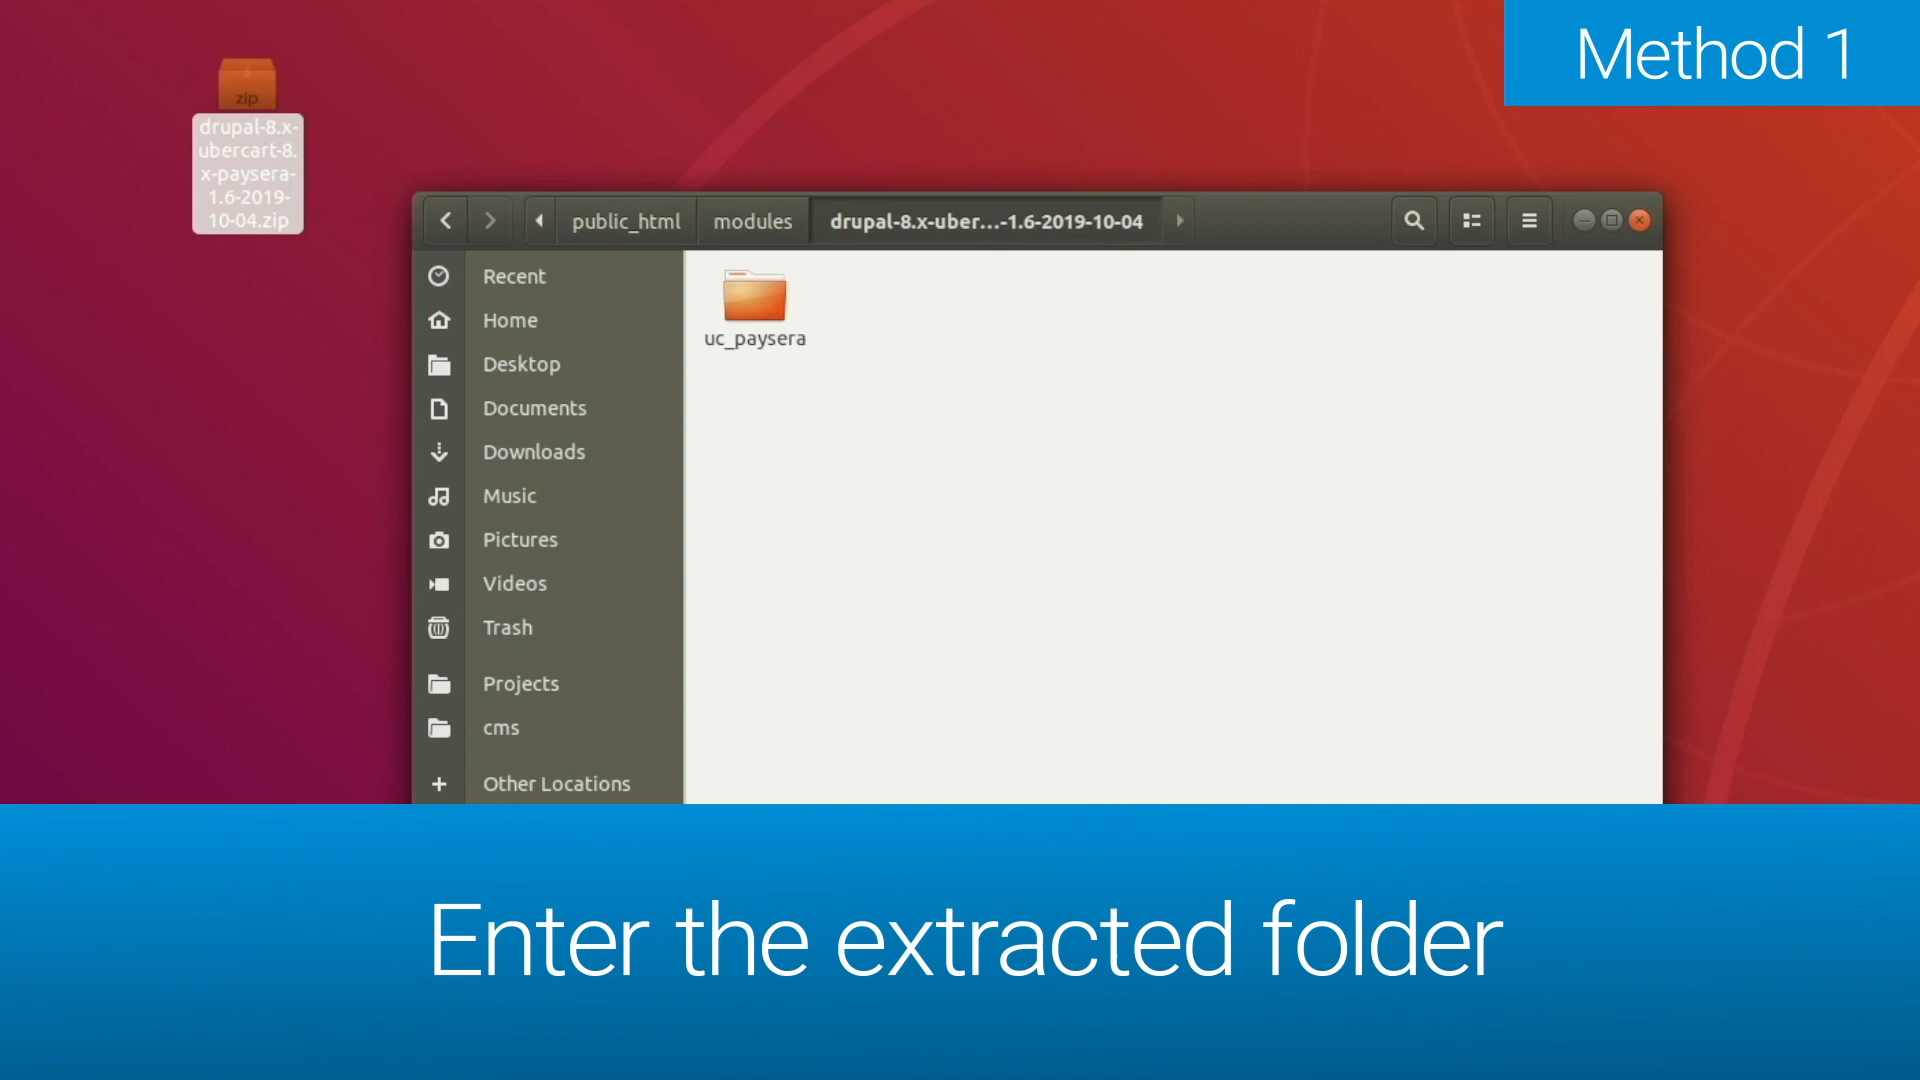 Method 1
zip
drupal-8.x-
ubercart-8.
x-paysera-
1.6-2019-
10-04.zip
public_html
modules
drupal-8.x-uber...-1.6-2019-10-04
Recent
Home
Desktop
Documents
Downloads
Music
Pictures
Videos
Trash
Projects
cms
Other Locations
uc_paysera
Enter the extracted folder